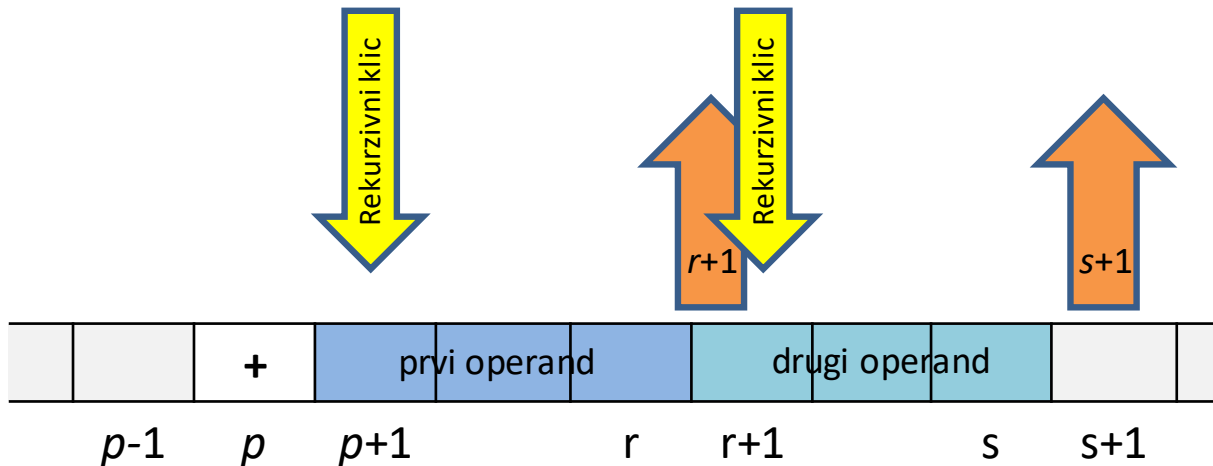 Rekurzivni klic
Rekurzivni klic
r+1
s+1
+
prvi operand
drugi operand
p-1
p
p+1
r
r+1
s
s+1